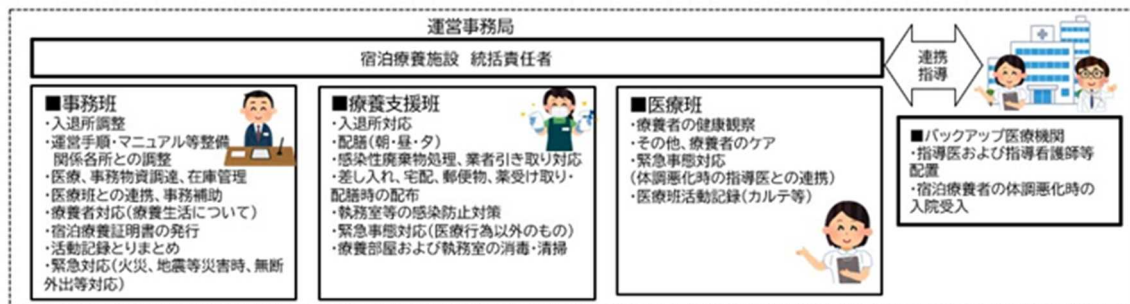 運営事務局
宿泊療養施設 統括責任者
連携
指導
■事務班
・入退所調整
・運営手順・マニュアル等整備
関係各所との調整
・医療、事務物資調達、在庫管理
・医療班との連携、事務補助
・療養者対応(療養生活について)
・宿泊療養証明書の発行
・活動記録とりまとめ
・緊急対応(火災、地震等災害時、無断
外出等対応)
■療養支援班
・入退所対応
・配膳(朝・昼・夕)
・感染性廃棄物処理、業者引き取り対応
・差し入れ、宅配、郵便物、薬受け取り・
配膳時の配布
・執務室等の感染防止対策
・緊急事態対応(医療行為以外のもの)
・療養部屋および執務室の消毒・清掃
■医療班
・療養者の健康観察
・その他、療養者のケア
・緊急事態対応
(体調悪化時の指導医との連携)
・医療班活動記録(カルテ等)
■バックアップ医療機関
・指導医および指導看護師等
配置
・宿泊療養者の体調悪化時の
入院受入